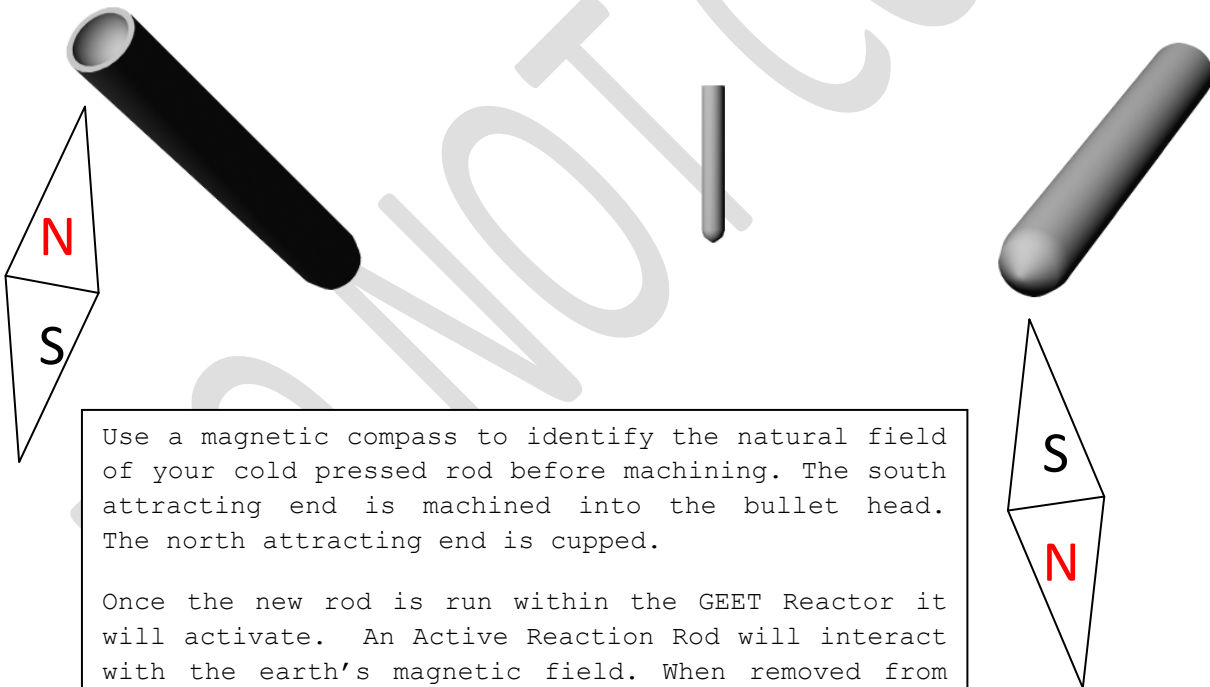 N
S
S
N
Use a magnetic compass to identify the natural field
of your cold pressed rod before machining. The south
attracting end is machined into the bullet head.
The north attracting end is cupped.
Once the new rod is run within the GEET Reactor it
will activate. An Active Reaction Rod will interact
with the earth's magnetic field. When removed from